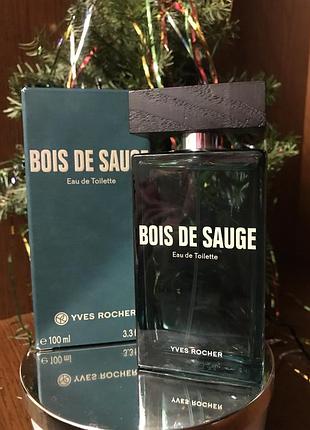 BOIS DE SAUGE
Eau de Toilette
YVES ROCHER
100 ml 3.3 f
BOIS DE SAUGE
Eau de Toilette
YVES ROCHER